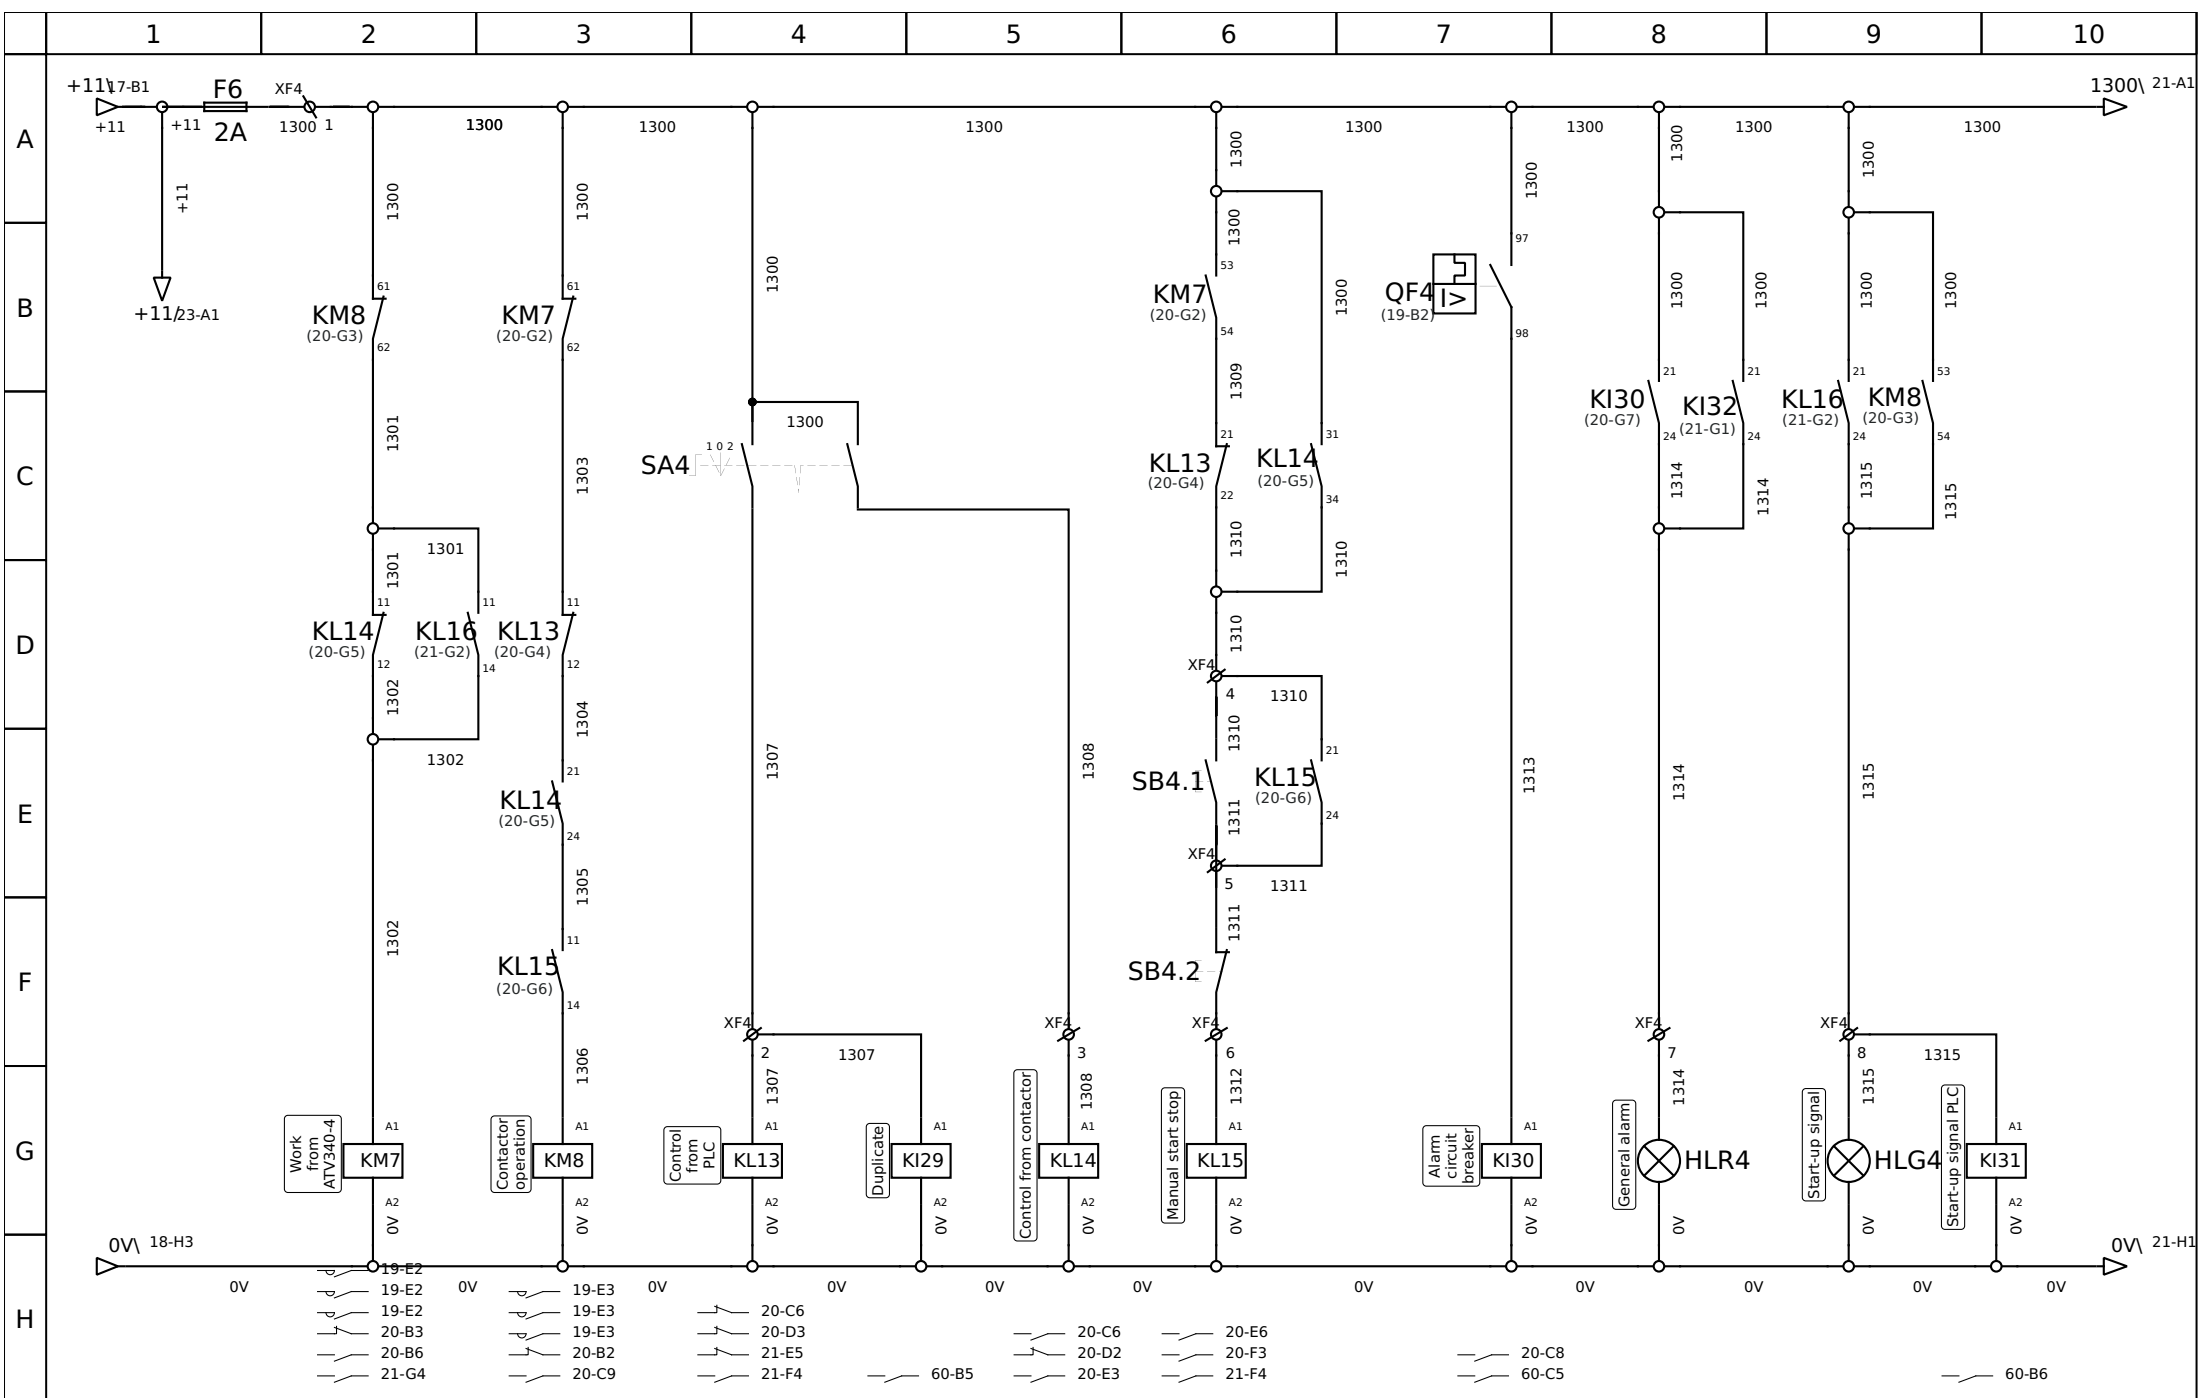 1 2 3 4 5 6 7 8 9 10
A
B
C
D
E
F
G
H
+11\ 17-B1
+11
+11
F6
2A
XF4
1300 1
1300
1300
1300
1300
1300
1300
1300
1300\ 21-A1
+11
+11/23-A1
1300
61
KM8
(20-G3)
62
1301
1301
1301
11
KL14
(20-G5)
12
11
KL16
(21-G2)
14
1302
1302
1302
Work
from
ATV340-4
A1
KM7
A2
0V
1300
61
KM7
(20-G2)
62
1303
11
KL13
(20-G4)
12
1304
21
KL14
(20-G5)
24
1305
11
KL15
(20-G6)
14
1306
Contactor
operation
A1
KM8
A2
0V
1300
1300
SA4
1 0 2
1307
XF4
2
1307
1307
Control
from
PLC
A1
KL13
A2
0V
Duplicate
A1
KI29
A2
0V
1308
XF4
3
1308
Control from contactor
A1
KL14
A2
0V
1300
1300
1300
53
KM7
(20-G2)
54
1309
21
KL13
(20-G4)
22
31
KL14
(20-G5)
34
1310
1310
1310
XF4
4
1310
1310
SB4.1
21
KL15
(20-G6)
24
1311
XF4
5
1311
1311
SB4.2
XF4
6
1312
Manual start stop
A1
KL15
A2
0V
1300
97
QF4
I>
(19-B2)
98
1313
Alarm
circuit
breaker
A1
KI30
A2
0V
1300
1300
1300
21
KI30
(20-G7)
24
21
KI32
(21-G1)
24
1314
1314
1314
XF4
7
1314
General alarm
HLR4
0V
1300
1300
1300
21
KL16
(21-G2)
24
53
KM8
(20-G3)
54
1315
1315
1315
XF4
8
1315
1315
Start-up signal
HLG4
0V
Start-up signal PLC
A1
KI31
A2
0V
0V\ 18-H3
0V\ 21-H1
0V 0V 0V 0V 0V 0V 0V 0V 0V 0V 0V
19-E2
19-E2
19-E2
20-B3
20-B6
21-G4
19-E3
19-E3
19-E3
20-B2
20-C9
20-C6
20-D3
21-E5
21-F4
60-B5
20-C6
20-D2
20-E3
20-E6
20-F3
21-F4
20-C8
60-C5
60-B6